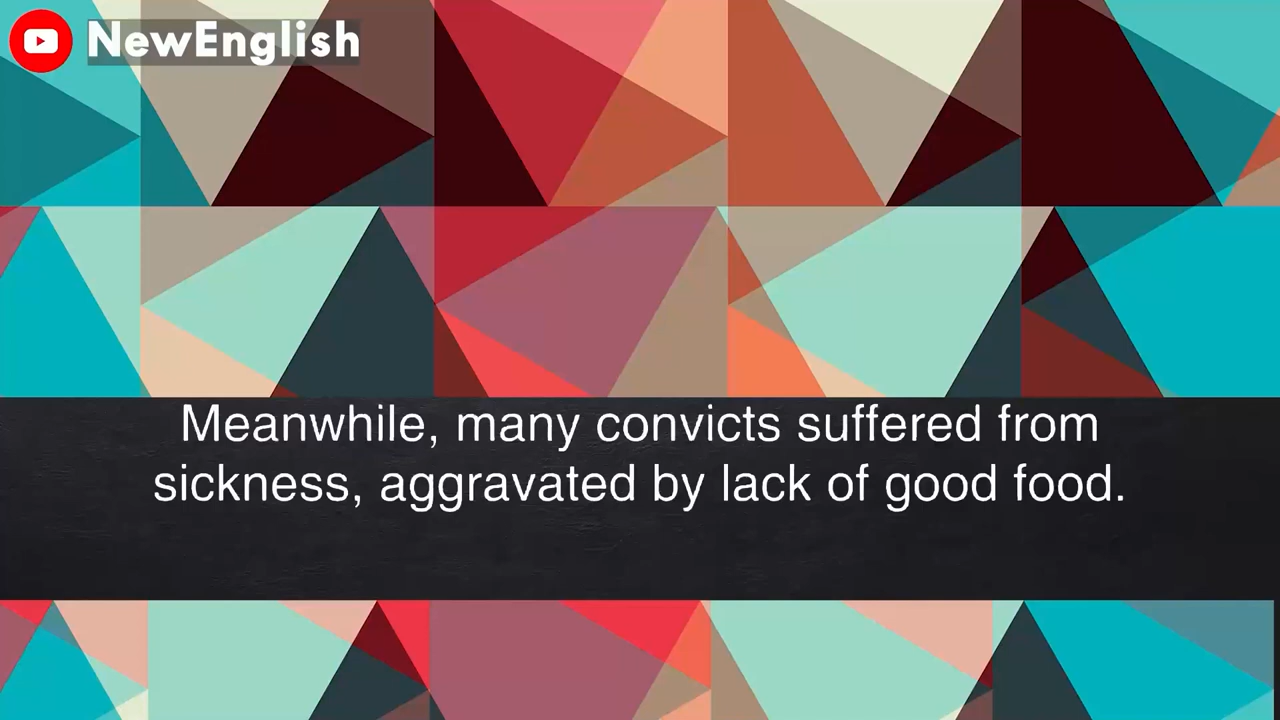 NewEnglish
Meanwhile, many convicts suffered from
sickness, aggravated by lack of good food.